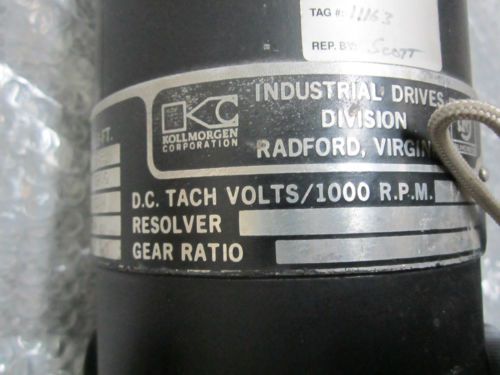 TAG #: 11163
REP. BY: SCOTT
KC
KOLLMORGEN
CORPORATION
INDUSTRIAL DRIVES
DIVISION
RADFORD, VIRGIN
FT.
D.C. TACH VOLTS/1000 R.P.M.
RESOLVER
GEAR RATIO